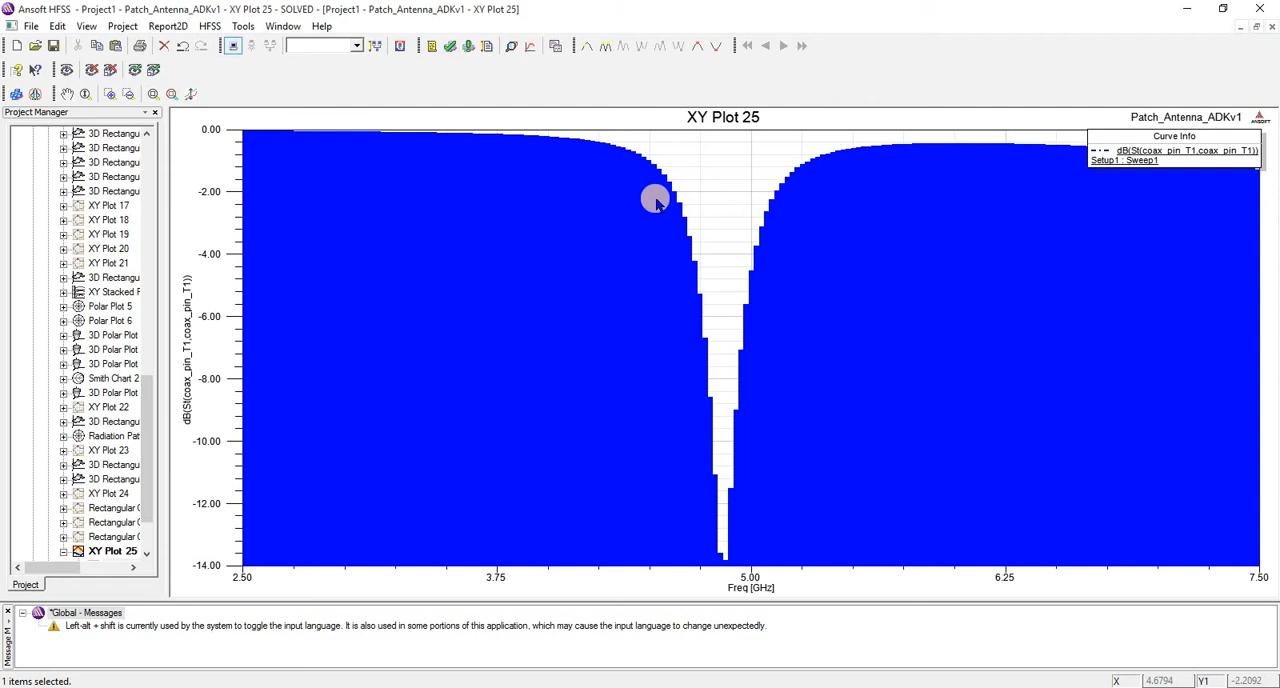 Ansoft HFSS - Project1 - Patch_Antenna_ADKv1 - XY Plot 25 - SOLVED - [Project1 - Patch_Antenna_ADKv1 - XY Plot 25]
File Edit View Project Report2D HFSS Tools Window Help
Project Manager
3D Rectangu
3D Rectangu
3D Rectangu
3D Rectangu
3D Rectangu
XY Plot 17
XY Plot 18
XY Plot 19
XY Plot 20
XY Plot 21
3D Rectangu
XY Stacked F
Polar Plot 5
Polar Plot 6
3D Polar Plot
3D Polar Plot
3D Polar Plot
Smith Chart 2
3D Polar Plot
XY Plot 22
3D Rectangu
Radiation Pat
XY Plot 23
3D Rectangu
3D Rectangu
XY Plot 24
Rectangular C
Rectangular C
Rectangular C
XY Plot 25
Project
XY Plot 25
Patch_Antenna_ADKv1
ANSOFT
Curve Info
dB(St(coax_pin_T1,coax_pin_T1))
Setup1 : Sweep1
dB(St(coax_pin_T1,coax_pin_T1))
0.00
-2.00
-4.00
-6.00
-8.00
-10.00
-12.00
-14.00
2.50 3.75 5.00 6.25 7.50
Freq [GHz]
*Global - Messages
Left-alt + shift is currently used by the system to toggle the input language. It is also used in some portions of this application, which may cause the input language to change unexpectedly.
Message M
1 items selected.
X 4.6794 Y1 -2.2092